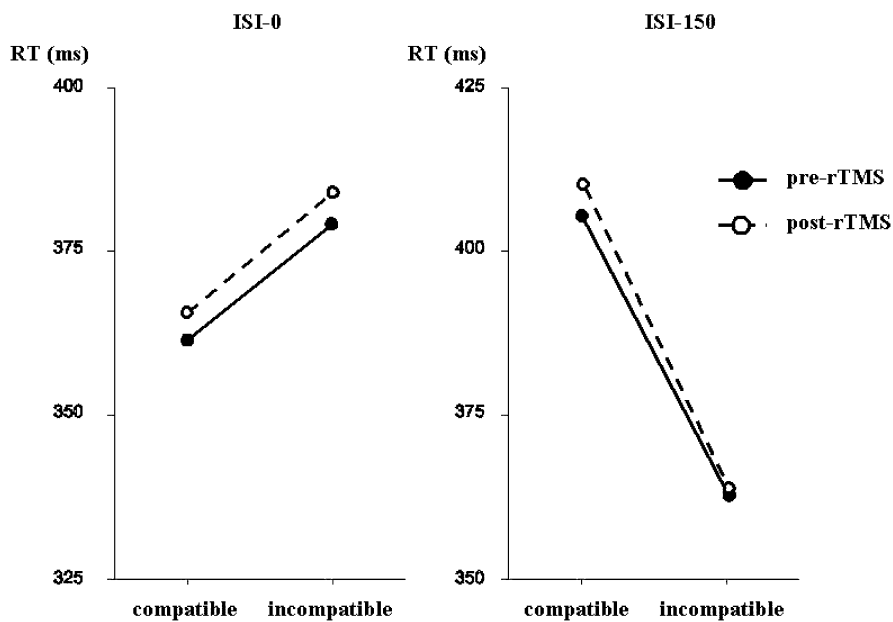 ISI-0
RT (ms)
400
375
350
325
compatible incompatible
ISI-150
RT (ms)
425
400
375
350
compatible incompatible
pre-rTMS
post-rTMS